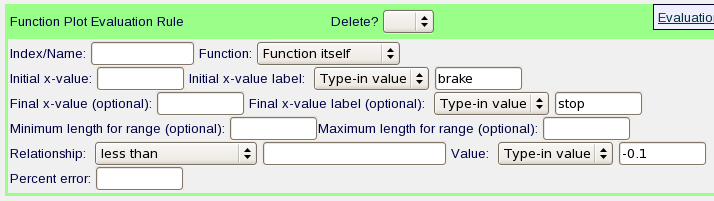 Function Plot Evaluation Rule Delete? Evaluatio
Index/Name: Function: Function itself
Initial x-value: Initial x-value label: Type-in value brake
Final x-value (optional): Final x-value label (optional): Type-in value stop
Minimum length for range (optional): Maximum length for range (optional):
Relationship: less than Value: Type-in value -0.1
Percent error: